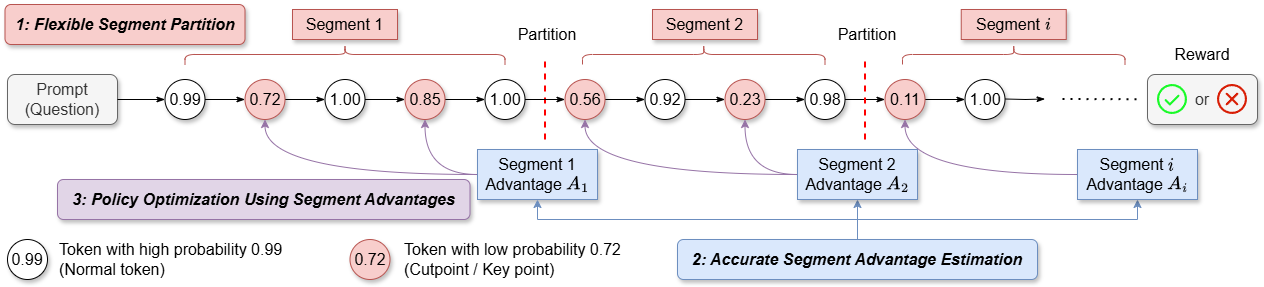 1: Flexible Segment Partition
Segment 1
Partition
Segment 2
Partition
Segment i
Reward
Prompt
(Question)
0.99
0.72
1.00
0.85
1.00
0.56
0.92
0.23
0.98
0.11
1.00
.........
or
Segment 1
Advantage A₁
Segment 2
Advantage A₂
Segment i
Advantage Aᵢ
3: Policy Optimization Using Segment Advantages
0.99
Token with high probability 0.99
(Normal token)
0.72
Token with low probability 0.72
(Cutpoint / Key point)
2: Accurate Segment Advantage Estimation